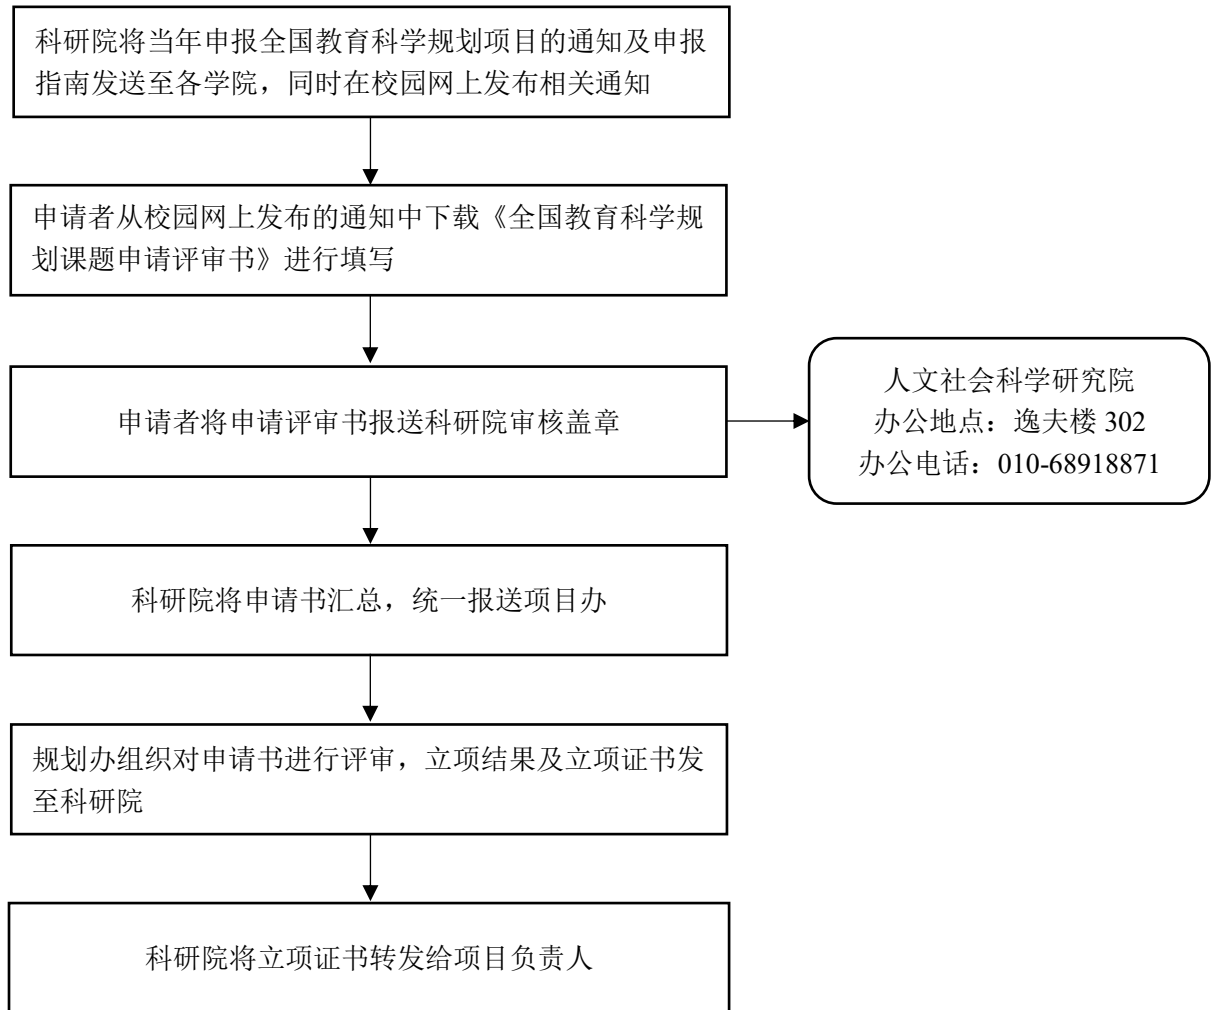 科研院将当年申报全国教育科学规划项目的通知及申报
指南发送至各学院，同时在校园网上发布相关通知
申请者从校园网上发布的通知中下载《全国教育科学规
划课题申请评审书》进行填写
申请者将申请评审书报送科研院审核盖章
人文社会科学研究院
办公地点：逸夫楼 302
办公电话：010-68918871
科研院将申请书汇总，统一报送项目办
规划办组织对申请书进行评审，立项结果及立项证书发
至科研院
科研院将立项证书转发给项目负责人